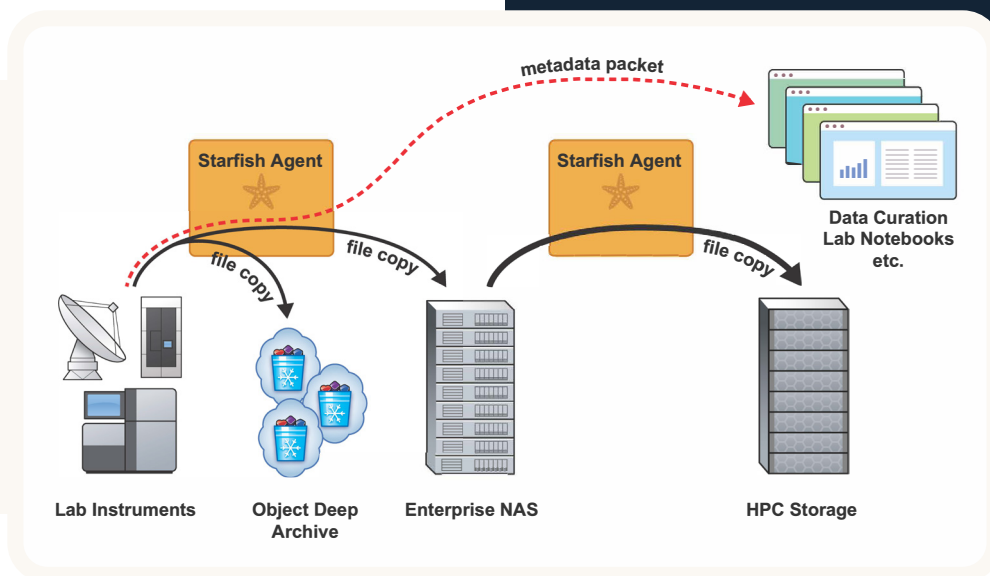 metadata packet
Starfish Agent
Starfish Agent
file copy
file copy
file copy
Data Curation
Lab Notebooks
etc.
Lab Instruments
Object Deep
Archive
Enterprise NAS
HPC Storage